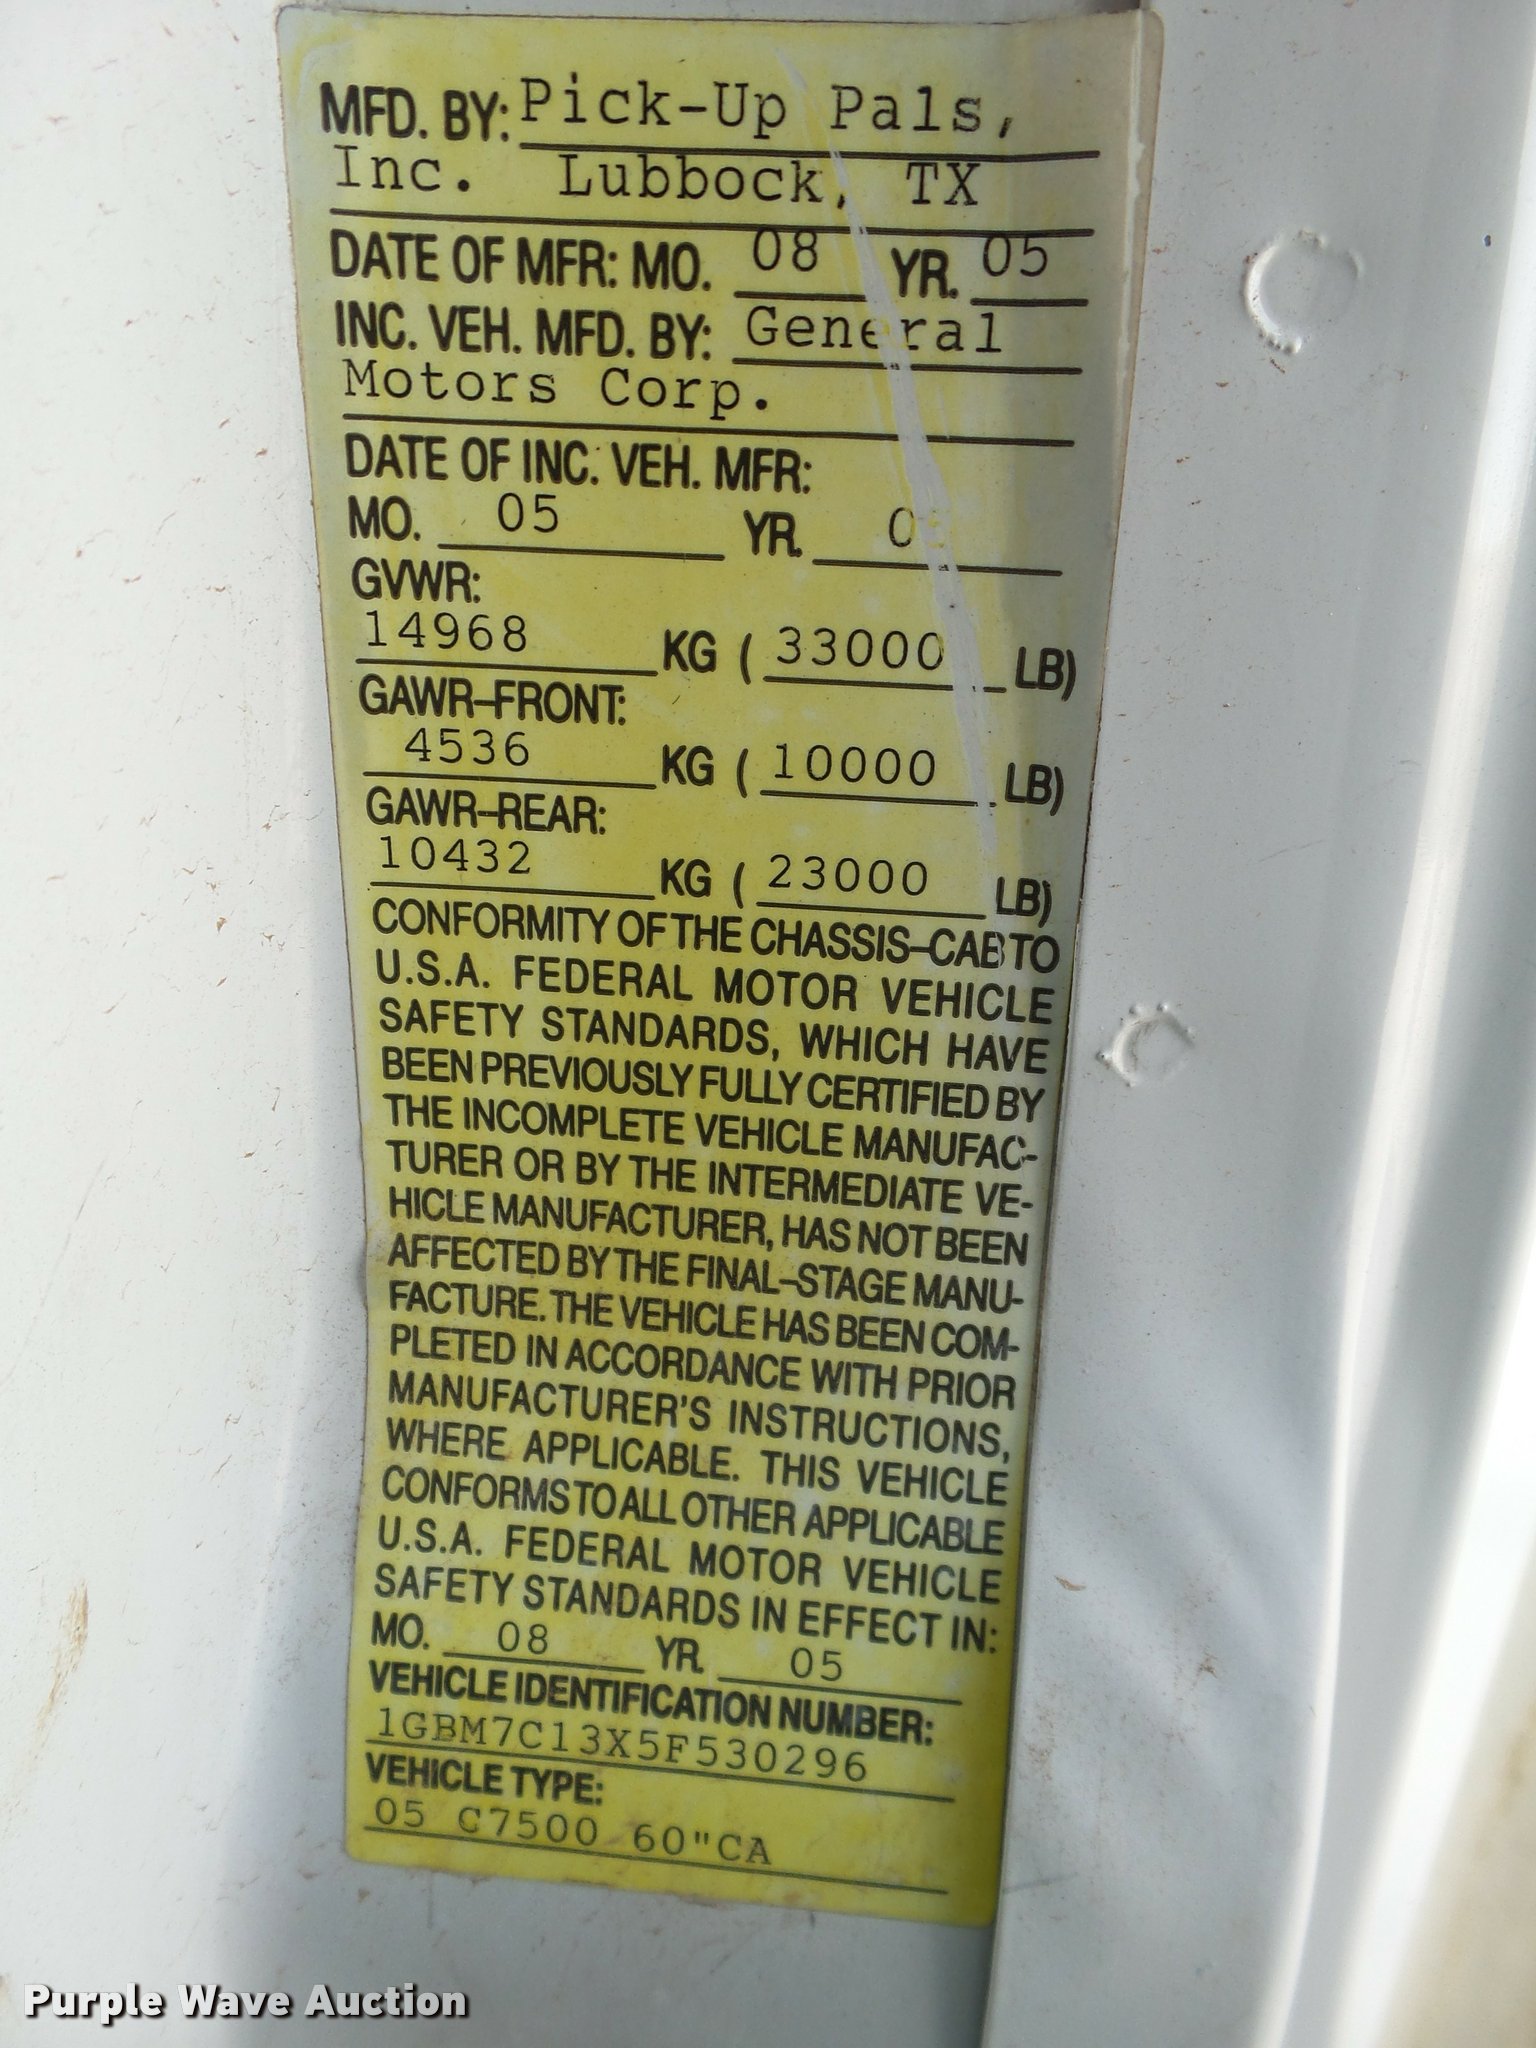 MFD. BY: Pick-Up Pals,
Inc. Lubbock, TX
DATE OF MFR: MO. 08 YR. 05
INC. VEH. MFD. BY: General
Motors Corp.
DATE OF INC. VEH. MFR:
MO. 05 YR.
GVWR:
14968 KG ( 33000 LB)
GAWR-FRONT:
4536 KG ( 10000 LB)
GAWR-REAR:
10432 KG ( 23000 LB)
CONFORMITY OF THE CHASSIS-CAB TO
U.S.A. FEDERAL MOTOR VEHICLE
SAFETY STANDARDS, WHICH HAVE
BEEN PREVIOUSLY FULLY CERTIFIED BY
THE INCOMPLETE VEHICLE MANUFAC-
TURER OR BY THE INTERMEDIATE VE-
HICLE MANUFACTURER, HAS NOT BEEN
AFFECTED BY THE FINAL-STAGE MANU-
FACTURE. THE VEHICLE HAS BEEN COM-
PLETED IN ACCORDANCE WITH PRIOR
MANUFACTURER'S INSTRUCTIONS,
WHERE APPLICABLE. THIS VEHICLE
CONFORMS TO ALL OTHER APPLICABLE
U.S.A. FEDERAL MOTOR VEHICLE
SAFETY STANDARDS IN EFFECT IN:
MO. 08 YR. 05
VEHICLE IDENTIFICATION NUMBER:
1GBM7C13X5F530296
VEHICLE TYPE:
05 C7500 60"CA
Purple Wave Auction